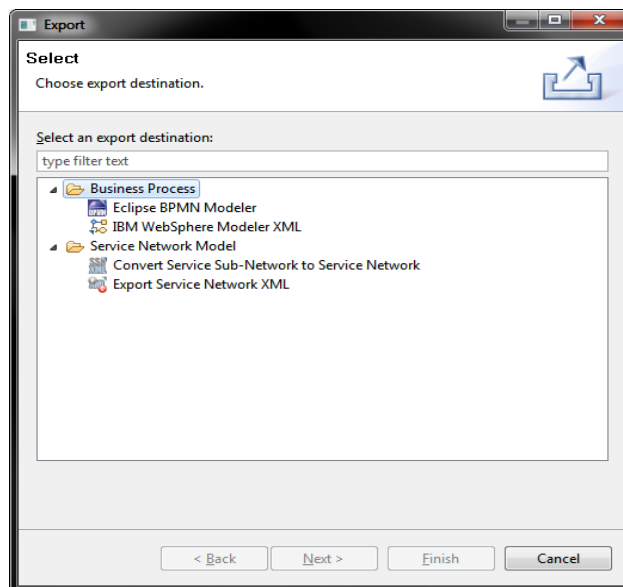 Export
Select
Choose export destination.
Select an export destination:
type filter text
Business Process
Eclipse BPMN Modeler
IBM WebSphere Modeler XML
Service Network Model
Convert Service Sub-Network to Service Network
Export Service Network XML
< Back Next > Finish Cancel